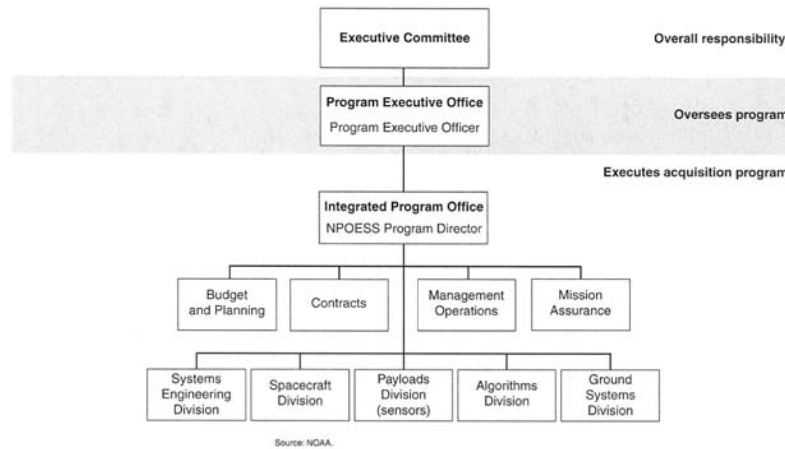 Executive Committee
Overall responsibility
Program Executive Office
Program Executive Officer
Oversees program
Executes acquisition program
Integrated Program Office
NPOESS Program Director
Budget
and Planning
Contracts
Management
Operations
Mission
Assurance
Systems
Engineering
Division
Spacecraft
Division
Payloads
Division
(sensors)
Algorithms
Division
Ground
Systems
Division
Source: NOAA.